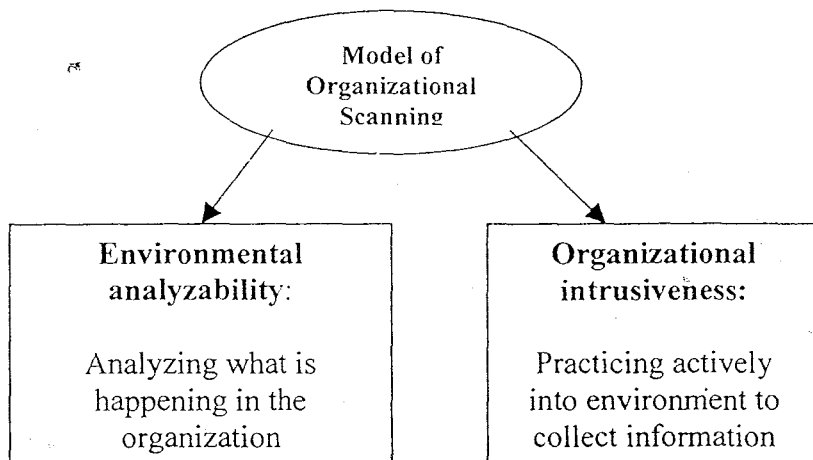 Model of
Organizational
Scanning
Environmental
analyzability:
Analyzing what is
happening in the
organization
Organizational
intrusiveness:
Practicing actively
into environment to
collect information